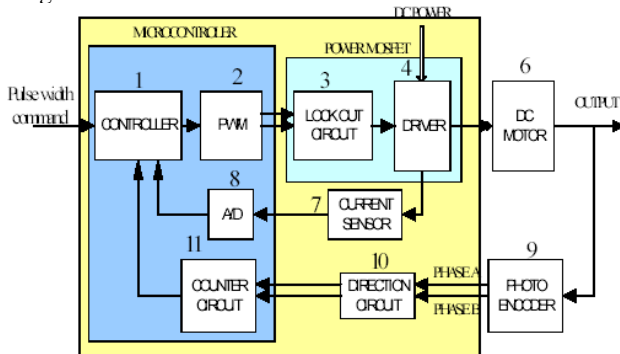 DC POWER
MICROCONTROLLER
POWER MOSFET
1
2
3
4
6
Pulse width
command
CONTROLLER
PWM
LOCK OUT
CIRCUIT
DRIVER
DC
MOTOR
OUTPUT
8
7
A/D
CURRENT
SENSOR
11
10
9
COUNTER
CIRCUIT
DIRECTION
CIRCUIT
PHASE A
PHASE B
PHOTO
ENCODER